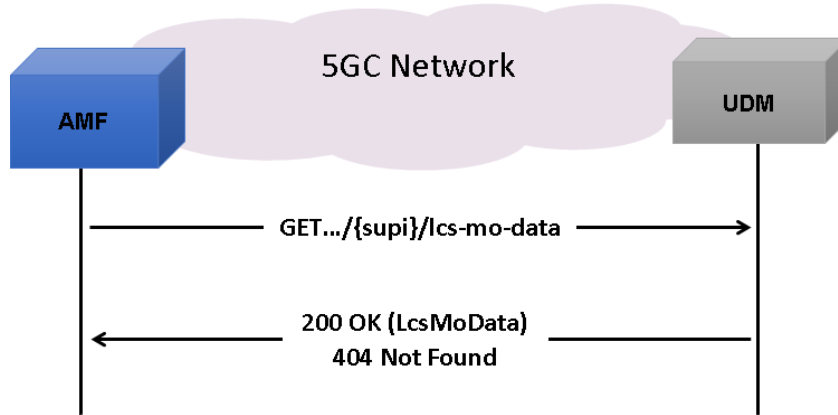 5GC Network
AMF
UDM
GET.../{supi}/lcs-mo-data
200 OK (LcsMoData)
404 Not Found